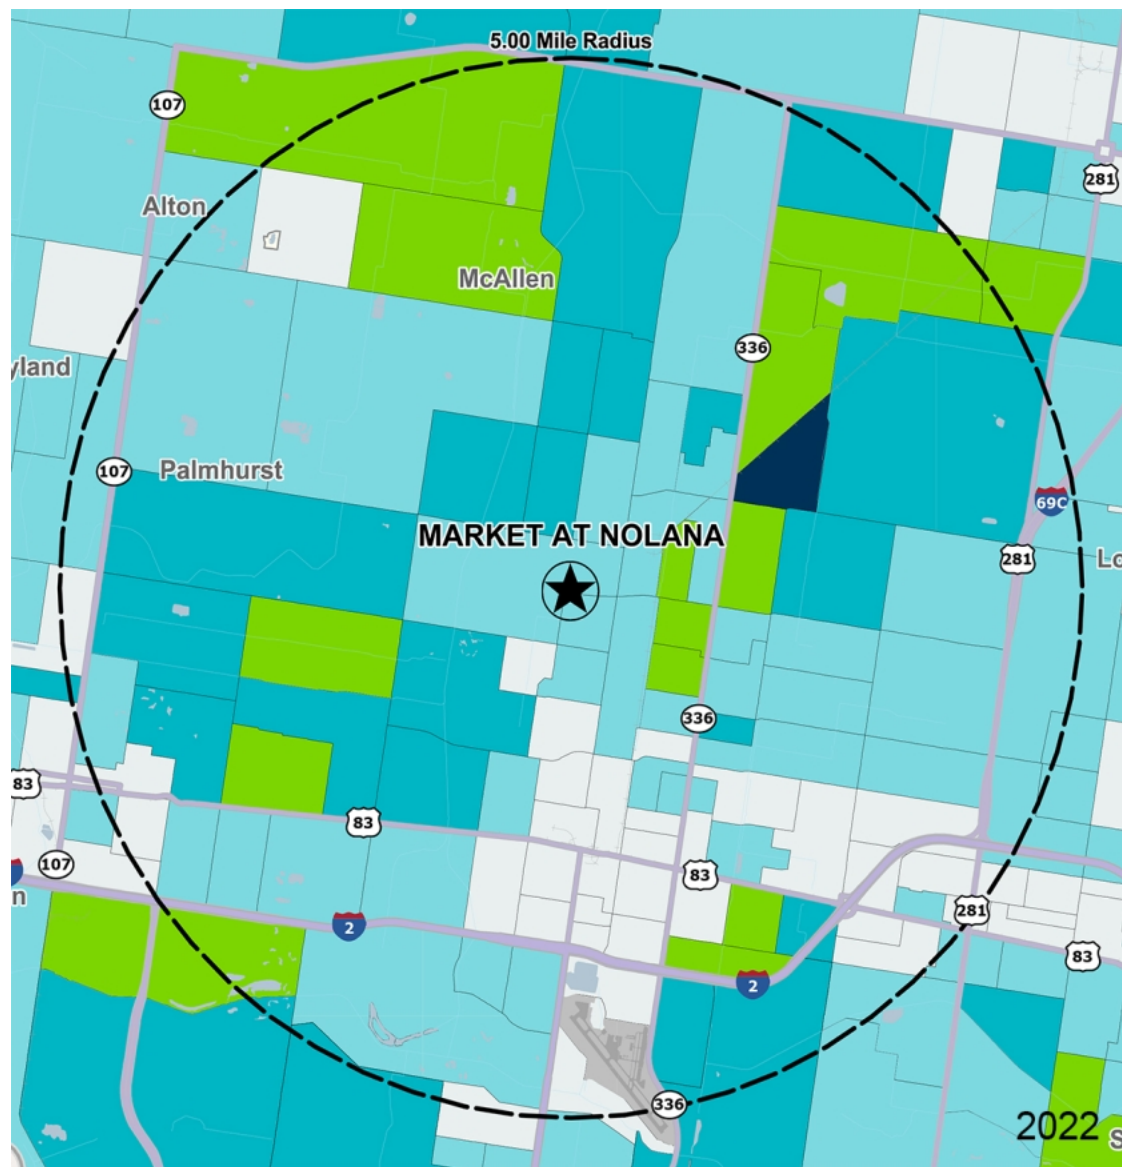 5.00 Mile Radius
107
281
Alton
McAllen
336
yland
107
Palmhurst
69C
MARKET AT NOLANA
281
Lo
336
83
83
107
83
n
281
2
83
2
336
2022
S